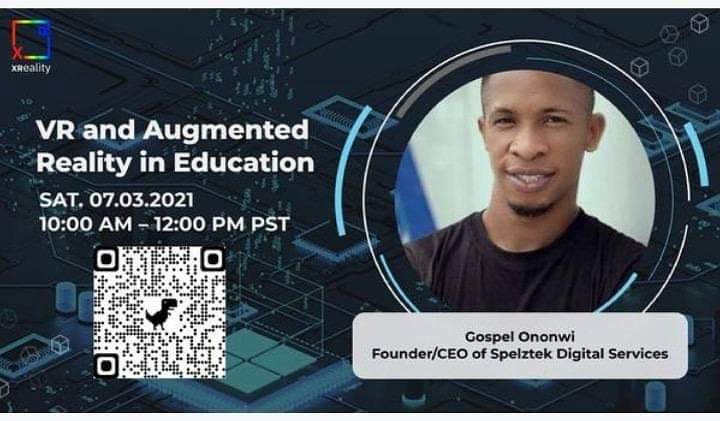 XR
XReality
VR and Augmented
Reality in Education
SAT. 07.03.2021
10:00 AM – 12:00 PM PST
Gospel Ononwi
Founder/CEO of Spelztek Digital Services